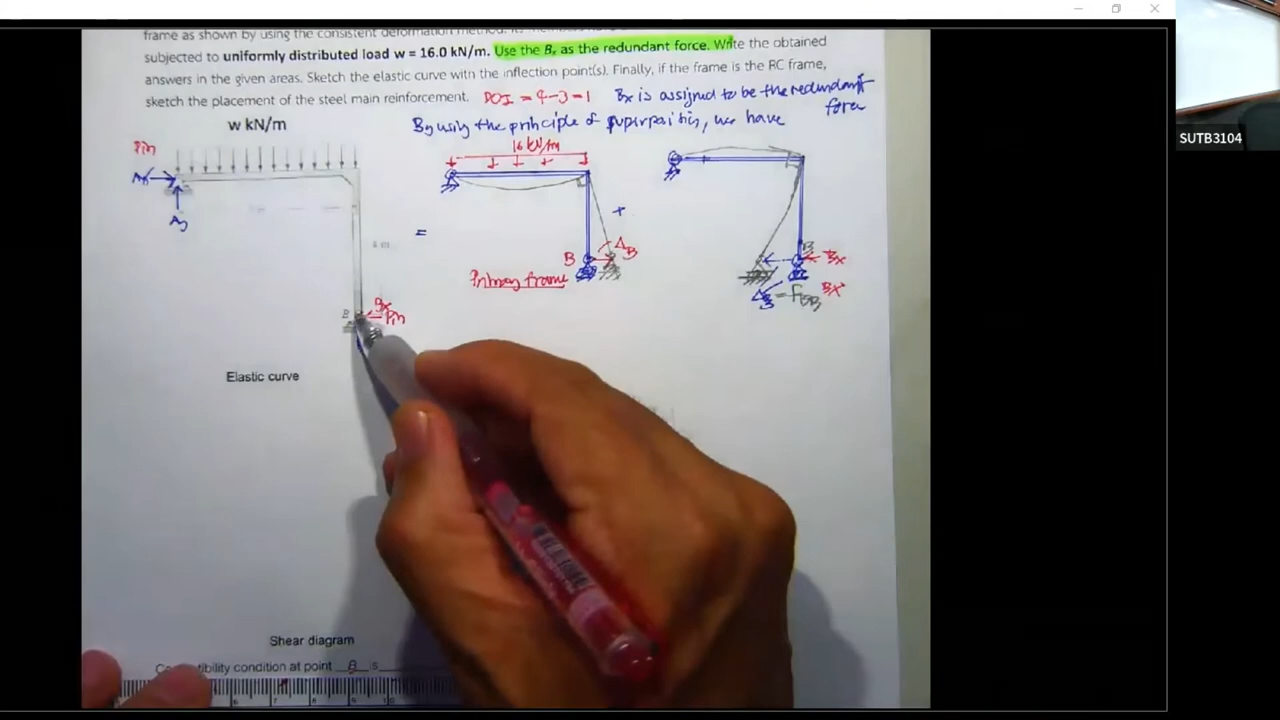 frame as shown by using the consistent deformation method.
subjected to uniformly distributed load w = 16.0 kN/m. Use the Bx as the redundant force. Write the obtained
answers in the given areas. Sketch the elastic curve with the inflection point(s). Finally, if the frame is the RC frame,
sketch the placement of the steel main reinforcement. DOI = 4-3=1 Bx is assigned to be the redundant
force
By using the principle of superposition, we have
w kN/m
16 kN/m
Pin
Ax
Ay
=
+
B
ΔB
Primary frame
B
Bx
Δ'B = fBB Bx
B
Bx
Pin
Elastic curve
SUTB3104
Shear diagram
condition at point B is